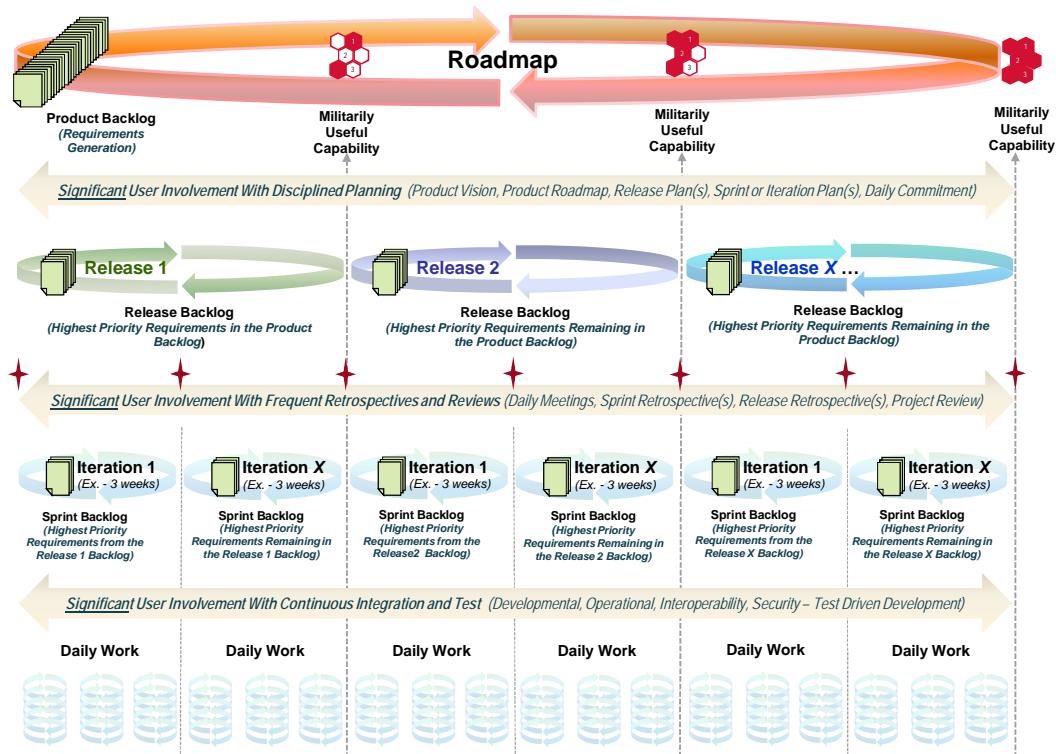 Roadmap
1
2
3
1
2
3
1
2
3
Product Backlog
(Requirements
Generation)
Militarily
Useful
Capability
Militarily
Useful
Capability
Militarily
Useful
Capability
Significant User Involvement With Disciplined Planning (Product Vision, Product Roadmap, Release Plan(s), Sprint or Iteration Plan(s), Daily Commitment)
Release 1
Release 2
Release X ...
Release Backlog
(Highest Priority Requirements in the Product
Backlog)
Release Backlog
(Highest Priority Requirements Remaining in
the Product Backlog)
Release Backlog
(Highest Priority Requirements Remaining in the
Product Backlog)
Significant User Involvement With Frequent Retrospectives and Reviews (Daily Meetings, Sprint Retrospective(s), Release Retrospective(s), Project Review)
Iteration 1
(Ex. - 3 weeks)
Iteration X
(Ex. - 3 weeks)
Iteration 1
(Ex. - 3 weeks)
Iteration X
(Ex. - 3 weeks)
Iteration 1
(Ex. - 3 weeks)
Iteration X
(Ex. - 3 weeks)
Sprint Backlog
(Highest Priority
Requirements from the
Release 1 Backlog)
Sprint Backlog
(Highest Priority
Requirements Remaining in
the Release 1 Backlog)
Sprint Backlog
(Highest Priority
Requirements from the
Release2 Backlog)
Sprint Backlog
(Highest Priority
Requirements Remaining in
the Release 2 Backlog)
Sprint Backlog
(Highest Priority
Requirements from the
Release X Backlog)
Sprint Backlog
(Highest Priority
Requirements Remaining in
the Release X Backlog)
Significant User Involvement With Continuous Integration and Test (Developmental, Operational, Interoperability, Security – Test Driven Development)
Daily Work
Daily Work
Daily Work
Daily Work
Daily Work
Daily Work